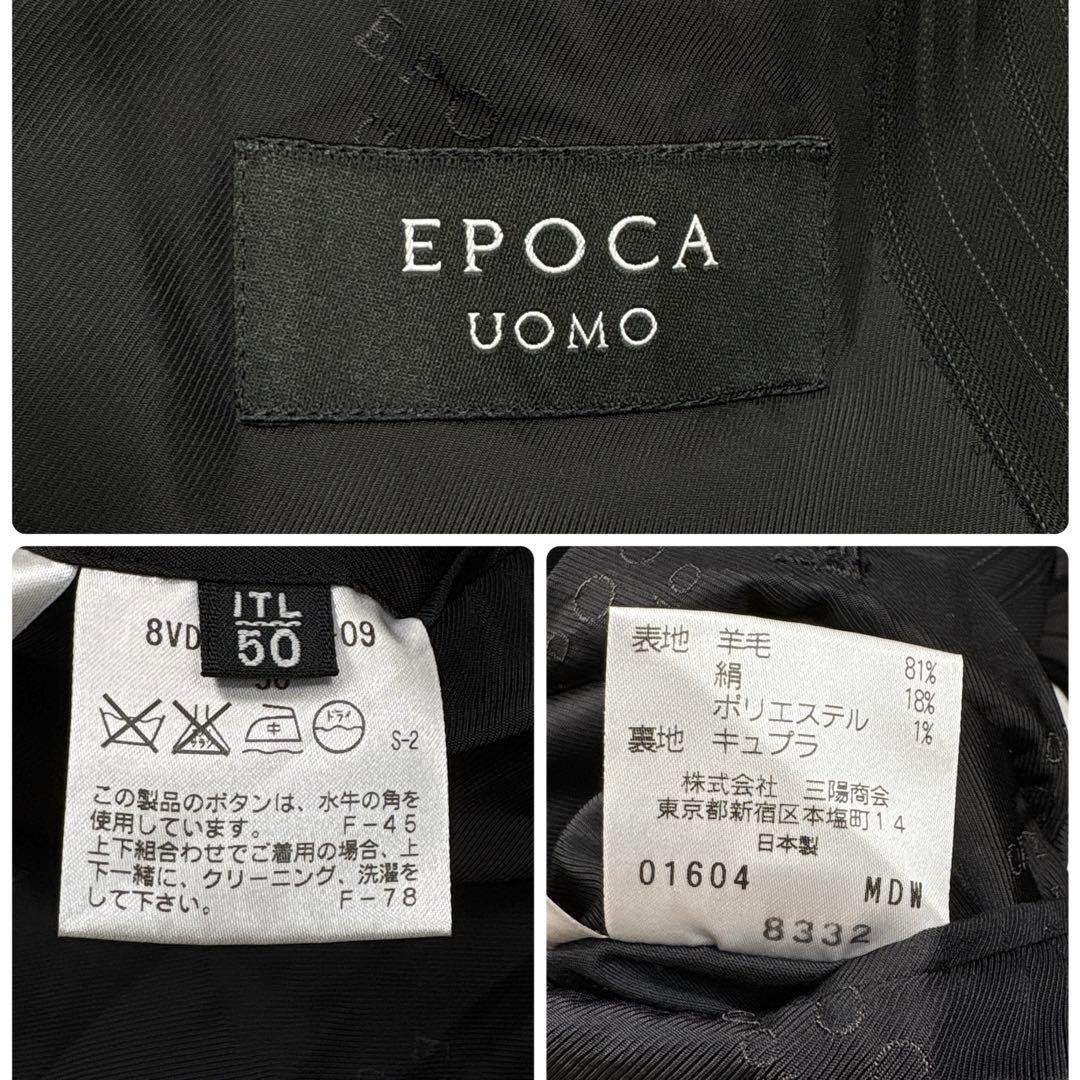 EPO
EPOCA
UOMO
ITL
50
8VD 09
ドライ
中
S-2
この製品のボタンは、水牛の角を
使用しています。 F-45
上下組合わせでご着用の場合、上
下一緒に、クリーニング、洗濯を
して下さい。 F-78
表地 羊毛 81%
絹 18%
ポリエステル 1%
裏地 キュプラ
株式会社 三陽商会
東京都新宿区本塩町14
日本製
01604 MDW
8332